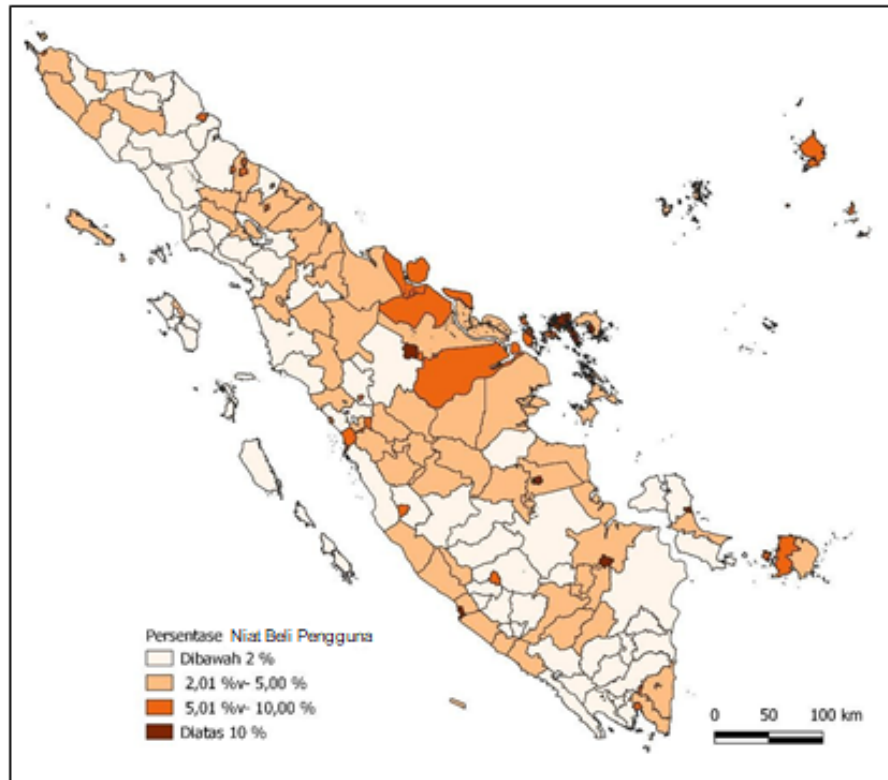 Persentase Niat Beli Pengguna
Dibawah 2 %
2,01 %v- 5,00 %
5,01 %v- 10,00 %
Diatas 10 %
0 50 100 km